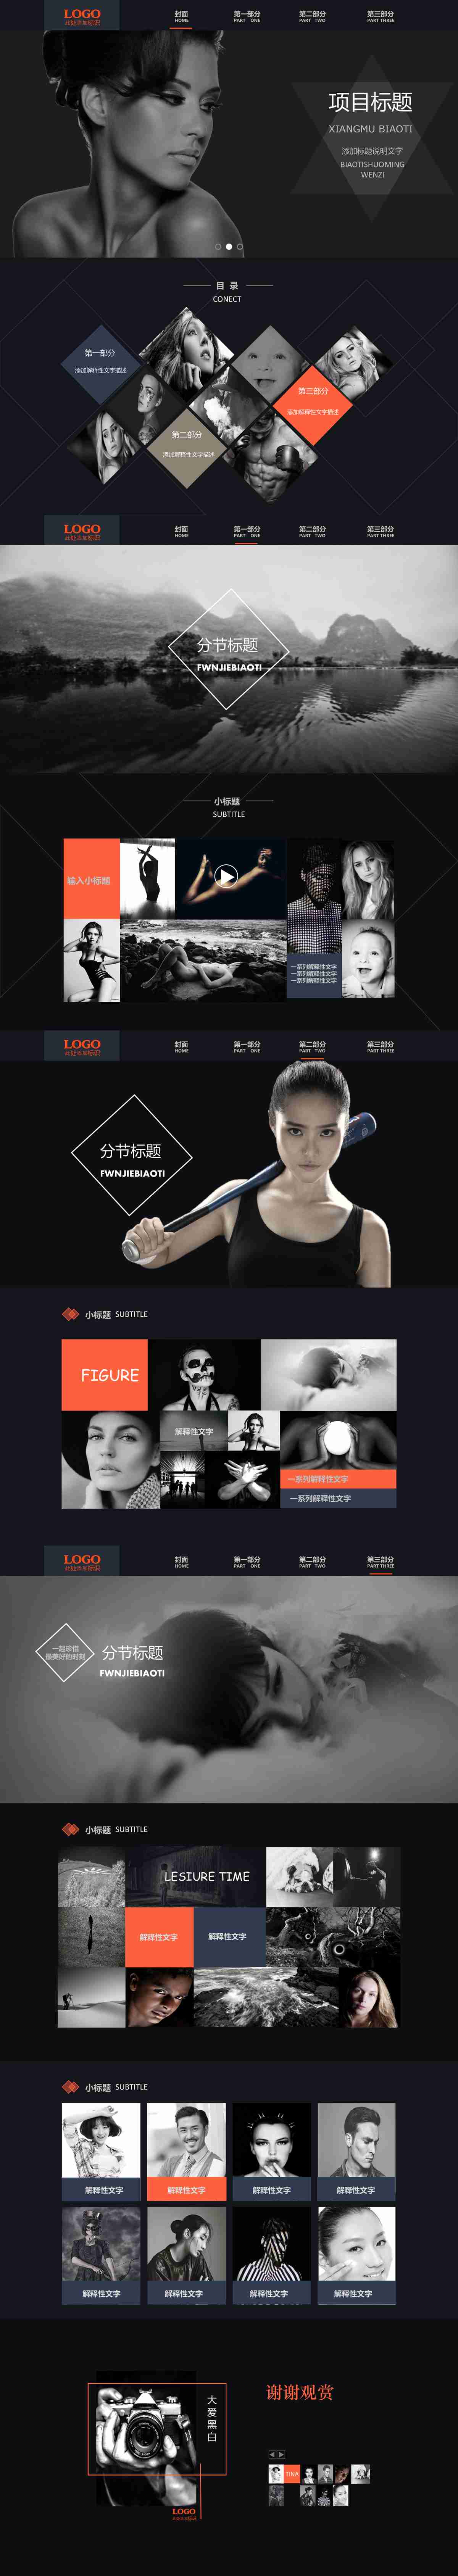 LOGO
此处添加标识
封面
HOME
第一部分
PART ONE
第二部分
PART TWO
第三部分
PART THREE
项目标题
XIANGMU BIAOTI
添加标题说明文字
BIAOTISHUOMING
WENZI
目 录
CONECT
第一部分
添加解释性文字描述
第三部分
添加解释性文字描述
第二部分
添加解释性文字描述
LOGO
此处添加标识
封面
HOME
第一部分
PART ONE
第二部分
PART TWO
第三部分
PART THREE
分节标题
FWNJIEBIAOTI
小标题
SUBTITLE
输入小标题
一系列解释性文字
一系列解释性文字
一系列解释性文字
LOGO
此处添加标识
封面
HOME
第一部分
PART ONE
第二部分
PART TWO
第三部分
PART THREE
分节标题
FWNJIEBIAOTI
小标题 SUBTITLE
FIGURE
解释性文字
一系列解释性文字
一系列解释性文字
LOGO
此处添加标识
封面
HOME
第一部分
PART ONE
第二部分
PART TWO
第三部分
PART THREE
一起珍惜
最美好的时刻
分节标题
FWNJIEBIAOTI
小标题 SUBTITLE
LESIURE TIME
解释性文字
解释性文字
小标题 SUBTITLE
解释性文字
解释性文字
解释性文字
解释性文字
解释性文字
解释性文字
解释性文字
解释性文字
大爱黑白
谢谢观赏
TINA
LOGO
此处添加标识